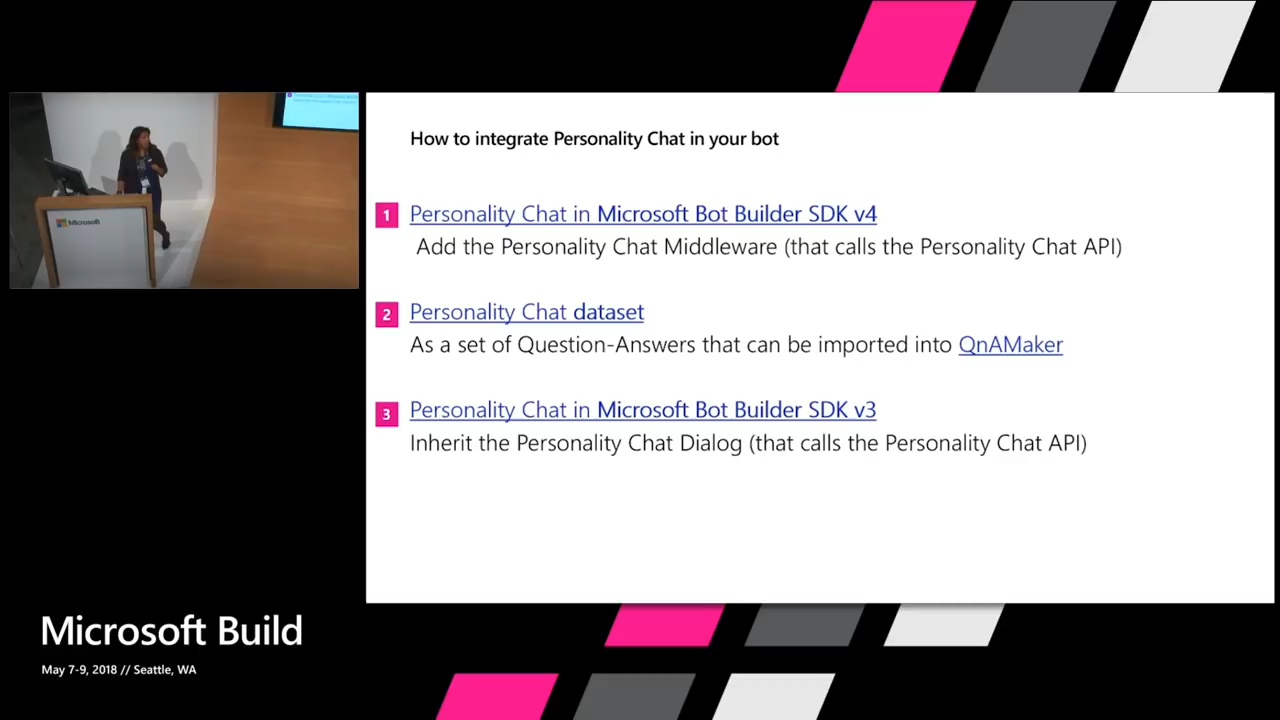 How to integrate Personality Chat in your bot
1
Personality Chat in Microsoft Bot Builder SDK v4
Add the Personality Chat Middleware (that calls the Personality Chat API)
2
Personality Chat dataset
As a set of Question-Answers that can be imported into QnAMaker
3
Personality Chat in Microsoft Bot Builder SDK v3
Inherit the Personality Chat Dialog (that calls the Personality Chat API)
Microsoft
Microsoft Build
May 7-9, 2018 // Seattle, WA